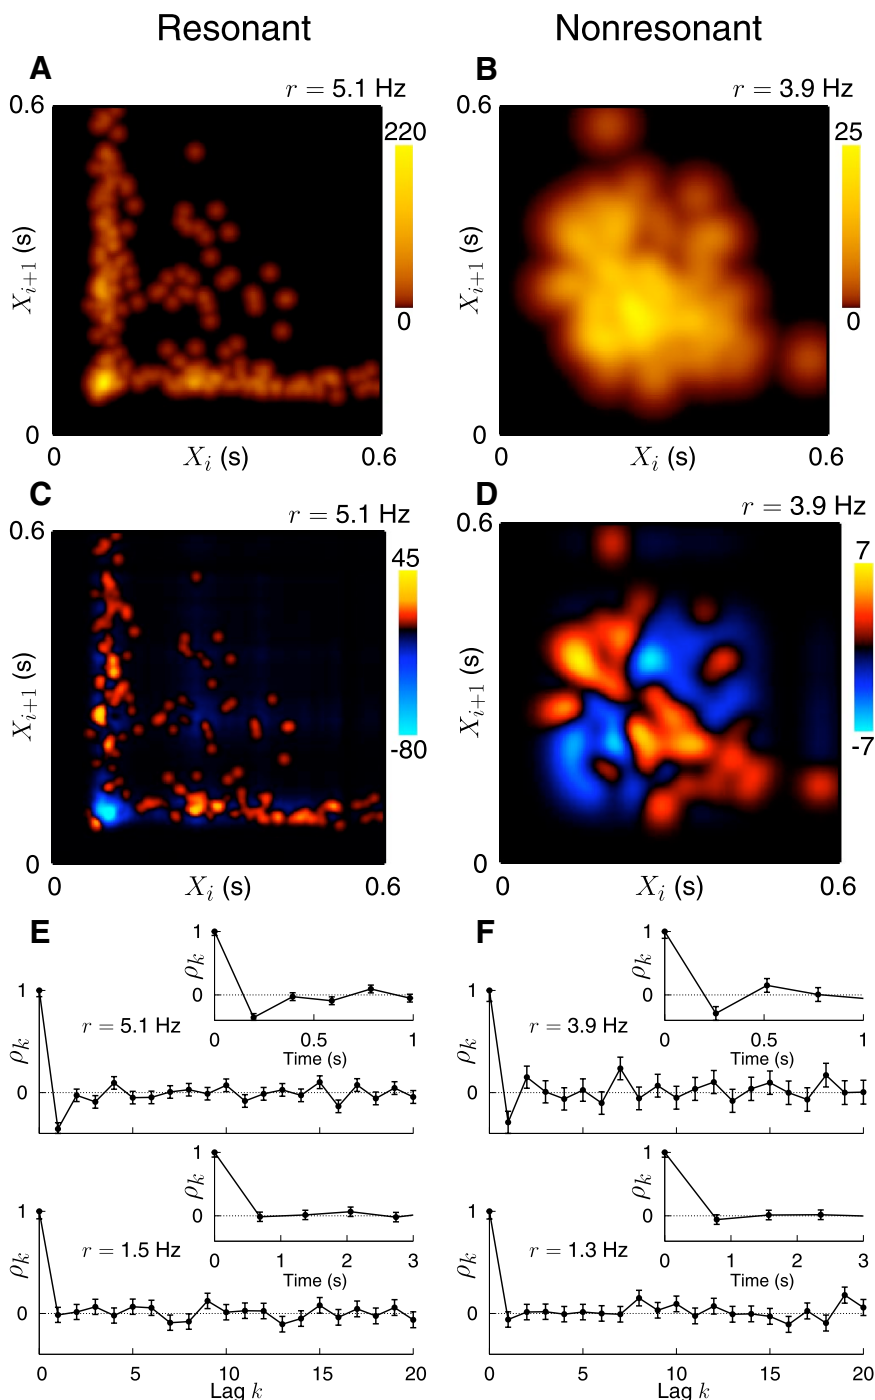 Resonant Nonresonant
A B
r = 5.1 Hz r = 3.9 Hz
0.6 0.6
220 25
X_{i+1} (s) X_{i+1} (s)
0 0
0 0
0 X_i (s) 0.6 0 X_i (s) 0.6
C D
r = 5.1 Hz r = 3.9 Hz
0.6 0.6
45 7
X_{i+1} (s) X_{i+1} (s)
-80 -7
0 0
0 X_i (s) 0.6 0 X_i (s) 0.6
E F
1 1
ρ_k ρ_k
0 0
0 0.5 1 0 0.5 1
Time (s) Time (s)
1 1
r = 5.1 Hz r = 3.9 Hz
ρ_k ρ_k
0 0
1 1
ρ_k ρ_k
0 0
0 1 2 3 0 1 2 3
Time (s) Time (s)
1 1
r = 1.5 Hz r = 1.3 Hz
ρ_k ρ_k
0 0
0 5 10 15 20 0 5 10 15 20
Lag k Lag k